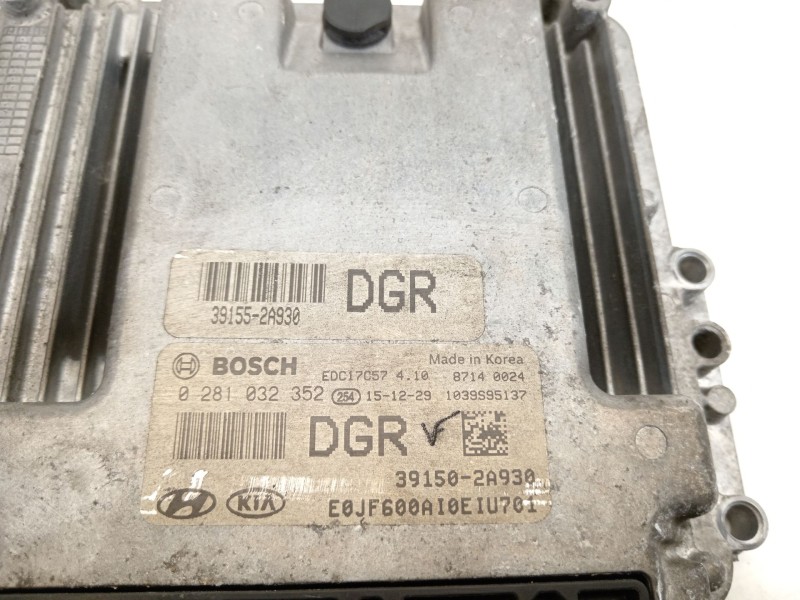 DGR
39155-2A930
BOSCH EDC17C57 4.10 Made in Korea 8714 0024
0 281 032 352 254 15-12-29 1039S95137
DGR
39150-2A930
HYUNDAI KIA E0JF600AI0EIU701